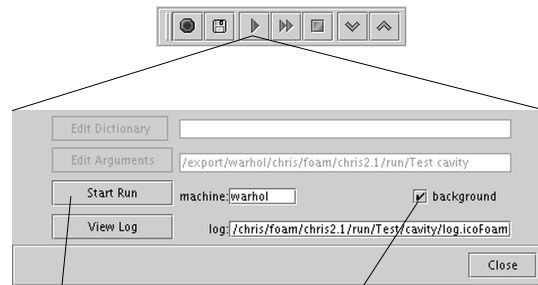 Edit Dictionary
Edit Arguments /export/warhol/chris/foam/chris2.1/run/Test cavity
Start Run machine: warhol background
View Log log: /chris/foam/chris2.1/run/Test/cavity/log.icoFoam
Close